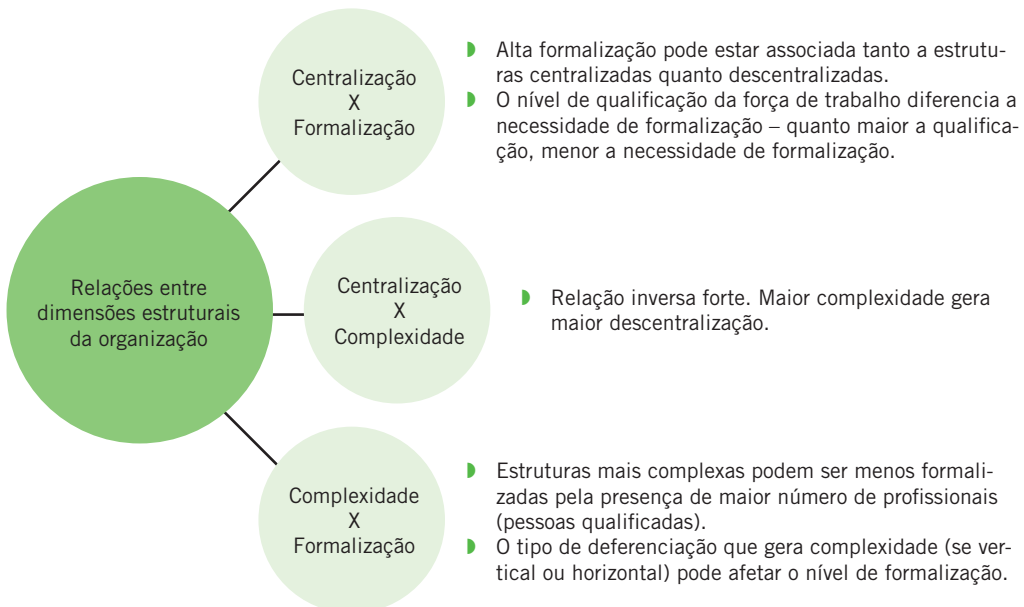 Centralização
X
Formalização
Alta formalização pode estar associada tanto a estrutu-
ras centralizadas quanto descentralizadas.
O nível de qualificação da força de trabalho diferencia a
necessidade de formalização – quanto maior a qualifica-
ção, menor a necessidade de formalização.
Relações entre
dimensões estruturais
da organização
Centralização
X
Complexidade
Relação inversa forte. Maior complexidade gera
maior descentralização.
Complexidade
X
Formalização
Estruturas mais complexas podem ser menos formali-
zadas pela presença de maior número de profissionais
(pessoas qualificadas).
O tipo de deferenciação que gera complexidade (se ver-
tical ou horizontal) pode afetar o nível de formalização.